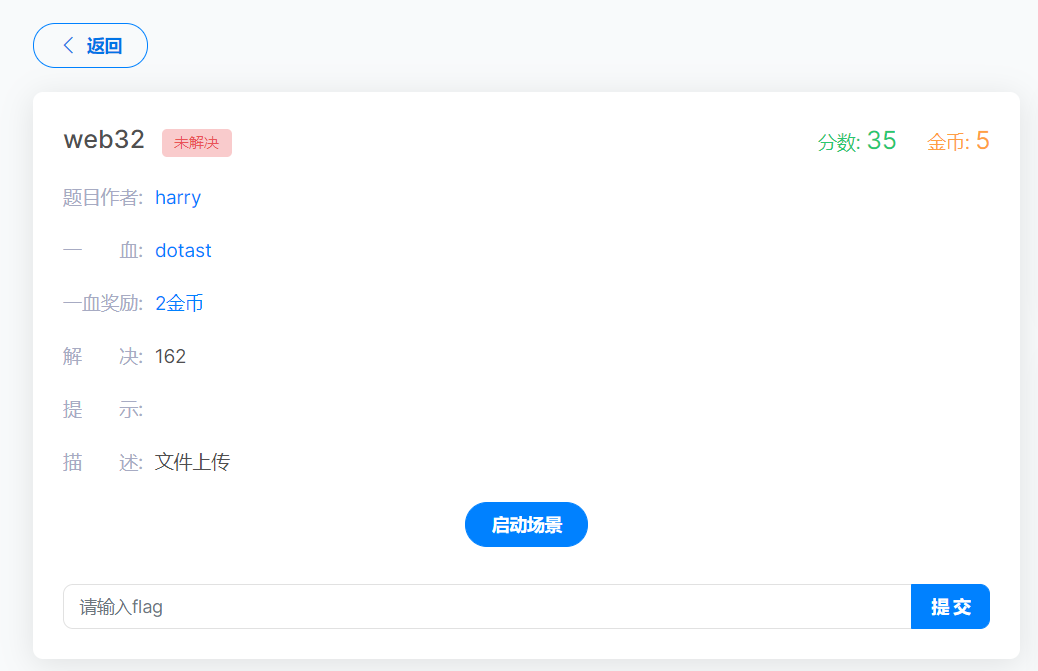 返回
web32 未解决 分数: 35 金币: 5
题目作者: harry
一 血: dotast
一血奖励: 2金币
解 决: 162
提 示:
描 述: 文件上传
启动场景
请输入flag 提交